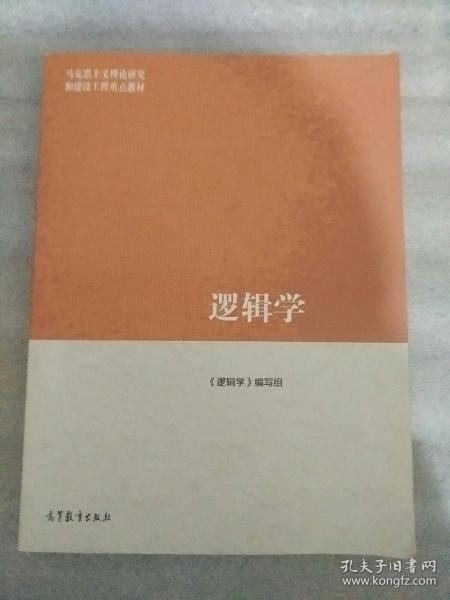 马克思主义理论研究
和建设工程重点教材
逻辑学
《逻辑学》编写组
高等教育出版社
孔夫子旧书网
www.kongfz.com